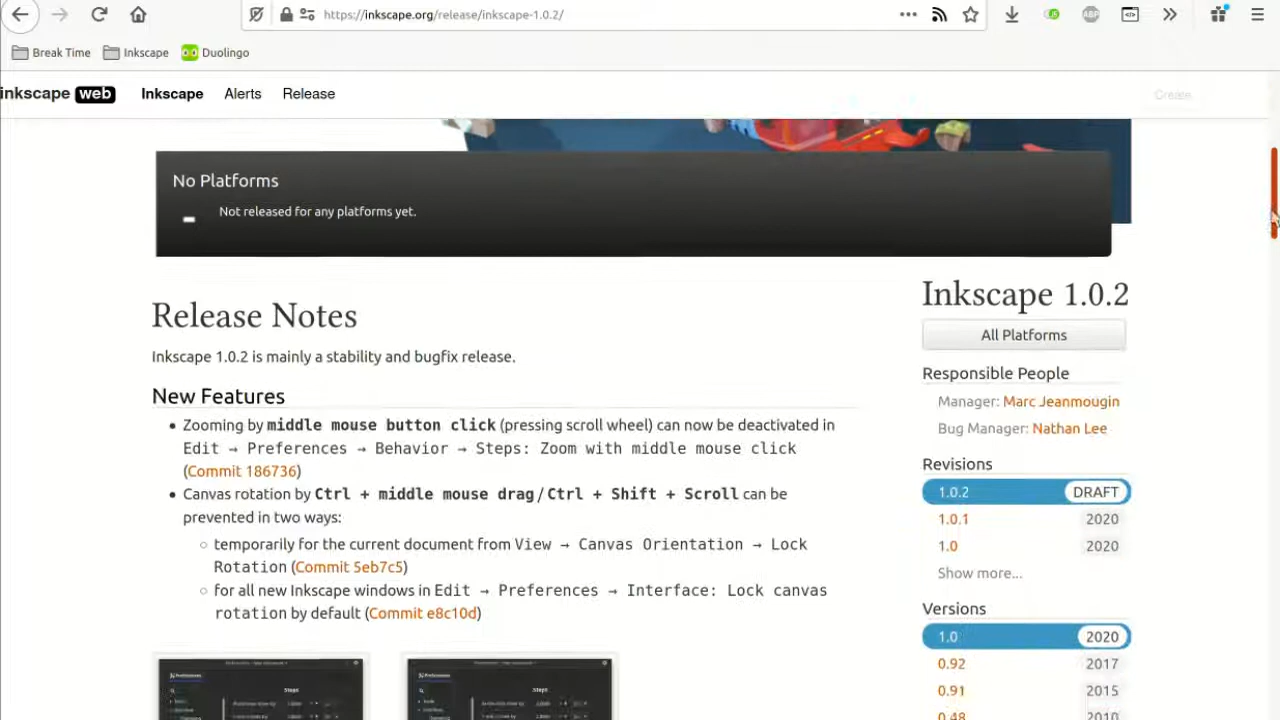 https://inkscape.org/release/inkscape-1.0.2/
Break Time
Inkscape
Duolingo
inkscape web
Inkscape
Alerts
Release
Create
No Platforms
Not released for any platforms yet.
Release Notes
Inkscape 1.0.2 is mainly a stability and bugfix release.
New Features
• Zooming by middle mouse button click (pressing scroll wheel) can now be deactivated in
Edit → Preferences → Behavior → Steps: Zoom with middle mouse click
(Commit 186736)
• Canvas rotation by Ctrl + middle mouse drag/Ctrl + Shift + Scroll can be
prevented in two ways:
○ temporarily for the current document from View → Canvas Orientation → Lock
Rotation (Commit 5eb7c5)
○ for all new Inkscape windows in Edit → Preferences → Interface: Lock canvas
rotation by default (Commit e8c10d)
Inkscape 1.0.2
All Platforms
Responsible People
Manager: Marc Jeanmougin
Bug Manager: Nathan Lee
Revisions
1.0.2 DRAFT
1.0.1 2020
1.0 2020
Show more...
Versions
1.0 2020
0.92 2017
0.91 2015
0.48 2010
Steps
Steps